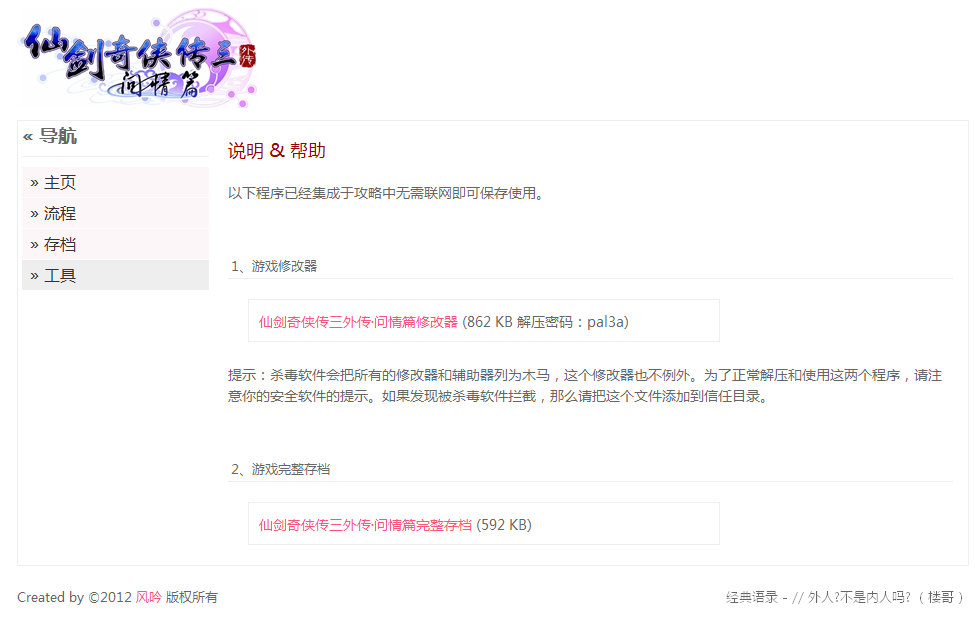 仙剑奇侠传三
外传
问情篇
« 导航
» 主页
» 流程
» 存档
» 工具
说明 & 帮助
以下程序已经集成于攻略中无需联网即可保存使用。
1、游戏修改器
仙剑奇侠传三外传·问情篇修改器 (862 KB 解压密码：pal3a)
提示：杀毒软件会把所有的修改器和辅助器列为木马，这个修改器也不例外。为了正常解压和使用这两个程序，请注
意你的安全软件的提示。如果发现被杀毒软件拦截，那么请把这个文件添加到信任目录。
2、游戏完整存档
仙剑奇侠传三外传·问情篇完整存档 (592 KB)
Created by ©2012 风吟 版权所有
经典语录 - // 外人?不是内人吗? （ 楼哥 ）